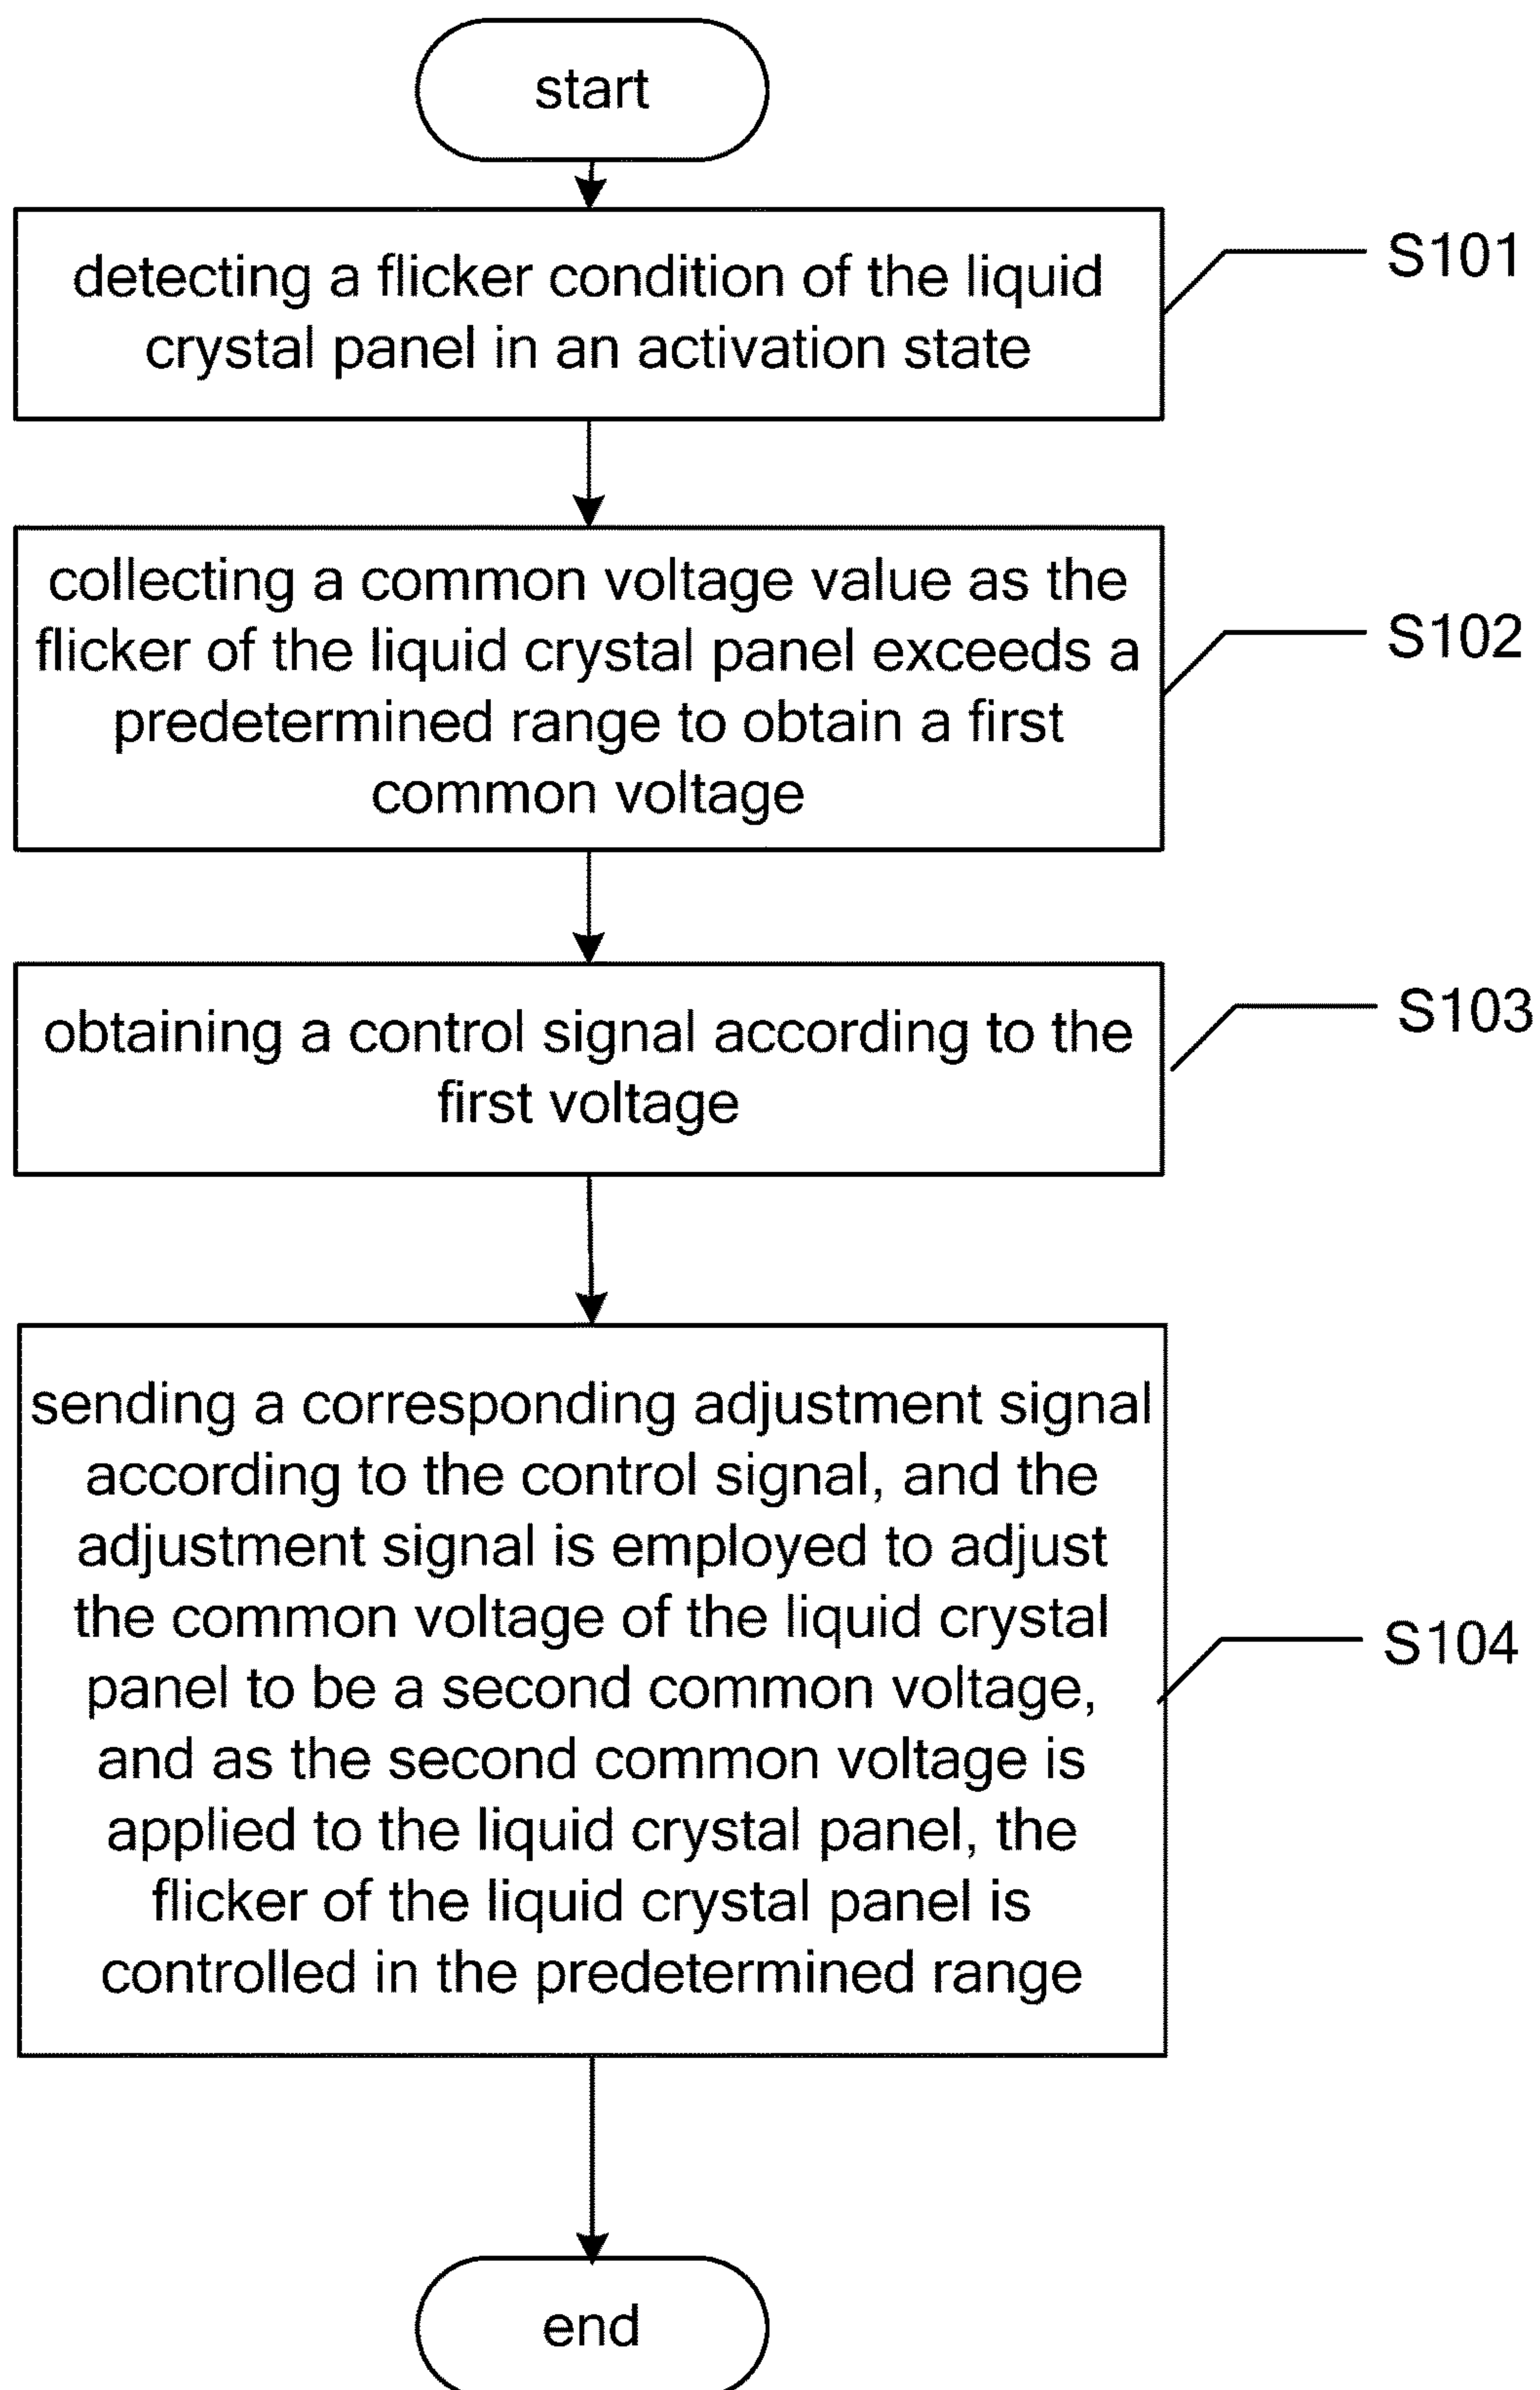 start
detecting a flicker condition of the liquid
crystal panel in an activation state
S101
collecting a common voltage value as the
flicker of the liquid crystal panel exceeds a
predetermined range to obtain a first
common voltage
S102
obtaining a control signal according to the
first voltage
S103
sending a corresponding adjustment signal
according to the control signal, and the
adjustment signal is employed to adjust
the common voltage of the liquid crystal
panel to be a second common voltage,
and as the second common voltage is
applied to the liquid crystal panel, the
flicker of the liquid crystal panel is
controlled in the predetermined range
S104
end